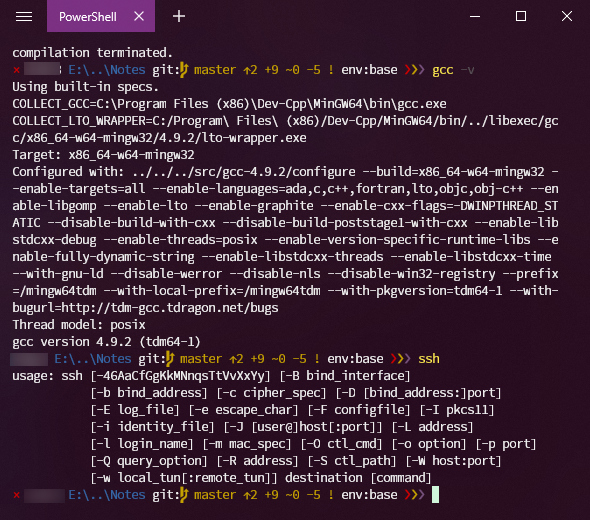 PowerShell
compilation terminated.
× E:\..\Notes git: master ↑2 +9 ~0 -5 ! env:base ❯❯❯ gcc -v
Using built-in specs.
COLLECT_GCC=C:\Program Files (x86)\Dev-Cpp\MinGW64\bin\gcc.exe
COLLECT_LTO_WRAPPER=C:/Program\ Files\ (x86)/Dev-Cpp/MinGW64/bin/../libexec/gc
c/x86_64-w64-mingw32/4.9.2/lto-wrapper.exe
Target: x86_64-w64-mingw32
Configured with: ../../../src/gcc-4.9.2/configure --build=x86_64-w64-mingw32 -
-enable-targets=all --enable-languages=ada,c,c++,fortran,lto,objc,obj-c++ --en
able-libgomp --enable-lto --enable-graphite --enable-cxx-flags=-DWINPTHREAD_ST
ATIC --disable-build-with-cxx --disable-build-poststage1-with-cxx --enable-lib
stdcxx-debug --enable-threads=posix --enable-version-specific-runtime-libs --e
nable-fully-dynamic-string --enable-libstdcxx-threads --enable-libstdcxx-time
--with-gnu-ld --disable-werror --disable-nls --disable-win32-registry --prefix
=/mingw64tdm --with-local-prefix=/mingw64tdm --with-pkgversion=tdm64-1 --with-
bugurl=http://tdm-gcc.tdragon.net/bugs
Thread model: posix
gcc version 4.9.2 (tdm64-1)
E:\..\Notes git: master ↑2 +9 ~0 -5 ! env:base ❯❯❯ ssh
usage: ssh [-46AaCfGgKkMNnqsTtVvXxYy] [-B bind_interface]
[-b bind_address] [-c cipher_spec] [-D [bind_address:]port]
[-E log_file] [-e escape_char] [-F configfile] [-I pkcs11]
[-i identity_file] [-J [user@]host[:port]] [-L address]
[-l login_name] [-m mac_spec] [-O ctl_cmd] [-o option] [-p port]
[-Q query_option] [-R address] [-S ctl_path] [-W host:port]
[-w local_tun[:remote_tun]] destination [command]
× E:\..\Notes git: master ↑2 +9 ~0 -5 ! env:base ❯❯❯